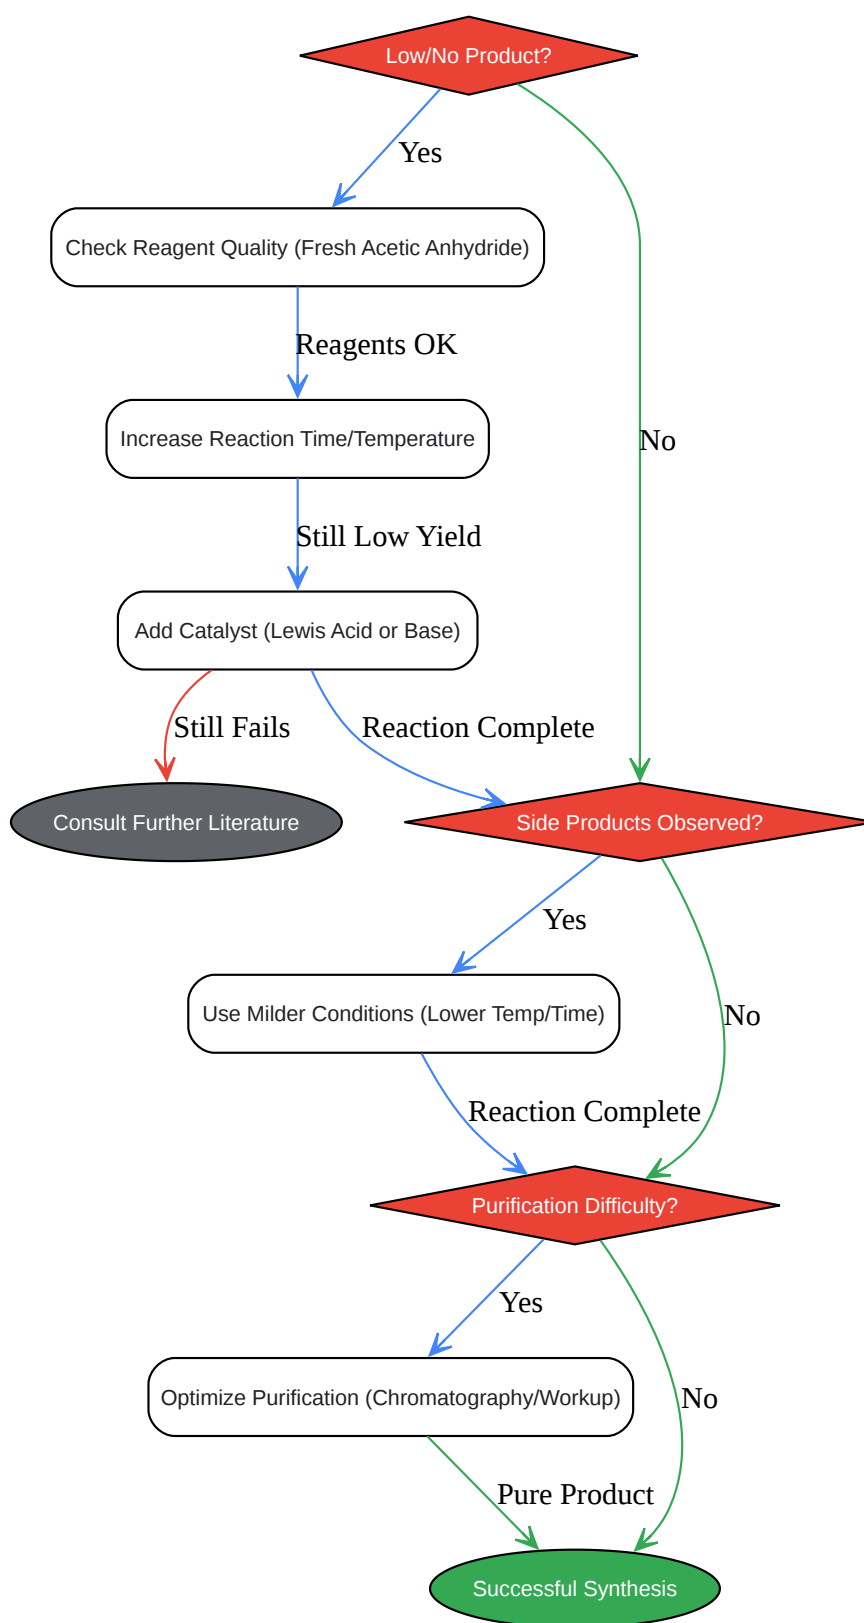 Low/No Product?
Yes
Check Reagent Quality (Fresh Acetic Anhydride)
Reagents OK
Increase Reaction Time/Temperature
No
Still Low Yield
Add Catalyst (Lewis Acid or Base)
Still Fails
Reaction Complete
Consult Further Literature
Side Products Observed?
Yes
Use Milder Conditions (Lower Temp/Time)
No
Reaction Complete
Purification Difficulty?
Yes
Optimize Purification (Chromatography/Workup)
No
Pure Product
Successful Synthesis